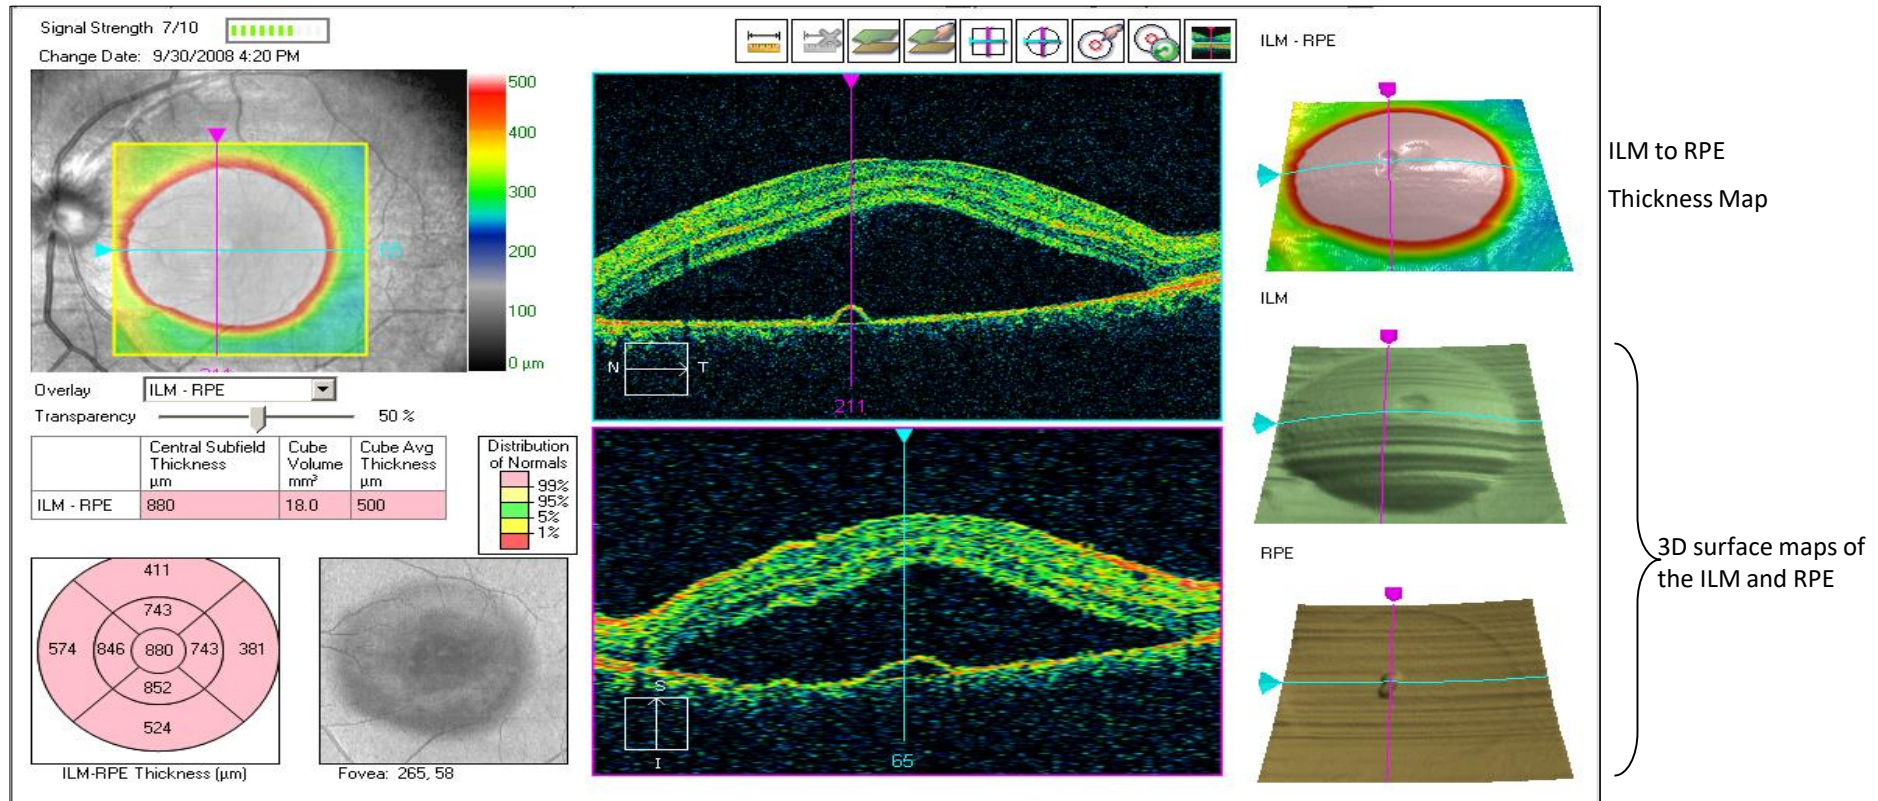 Signal Strength 7/10
Change Date: 9/30/2008 4:20 PM
500
400
300
200
100
0 µm
211
Overlay
ILM - RPE
Transparency
50 %
Central Subfield Thickness µm
Cube Volume mm³
Cube Avg Thickness µm
ILM - RPE
880
18.0
500
Distribution of Normals
99%
95%
5%
1%
411
743
574
846
880
743
381
852
524
ILM-RPE Thickness (µm)
Fovea: 265, 58
N
T
211
S
I
65
ILM - RPE
ILM
RPE
ILM to RPE
Thickness Map
3D surface maps of
the ILM and RPE